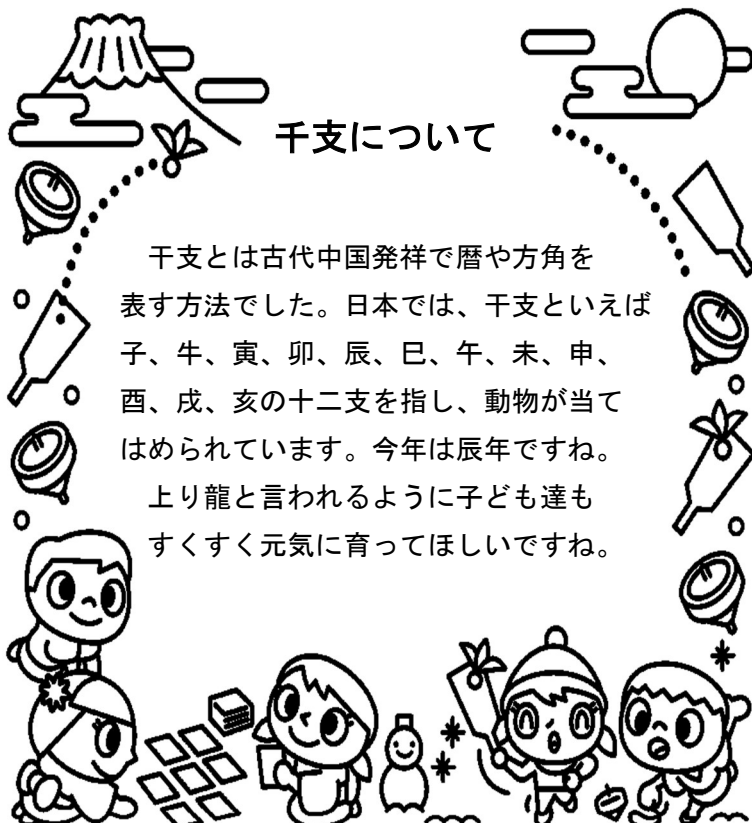 干支について
干支とは古代中国発祥で暦や方角を
表す方法でした。日本では、干支といえば
子、牛、寅、卯、辰、巳、午、未、申、
酉、戌、亥の十二支を指し、動物が当て
はめられています。今年は辰年ですね。
上り龍と言われるように子ども達も
すくすく元気に育ってほしいですね。